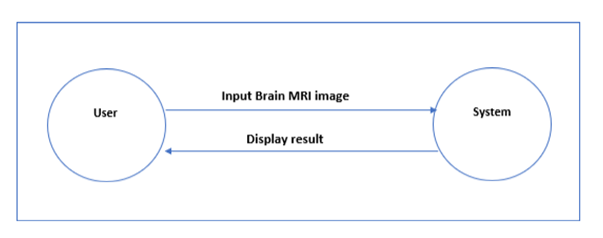 Input Brain MRI image
User
System
Display result